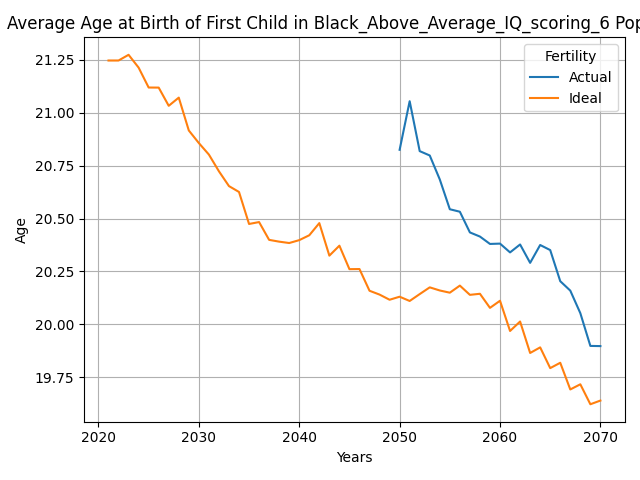 Average Age at Birth of First Child in Black_Above_Average_IQ_scoring_6 Pop
Fertility
Actual
Ideal
21.25
21.00
20.75
20.50
20.25
20.00
19.75
Age
2020 2030 2040 2050 2060 2070
Years